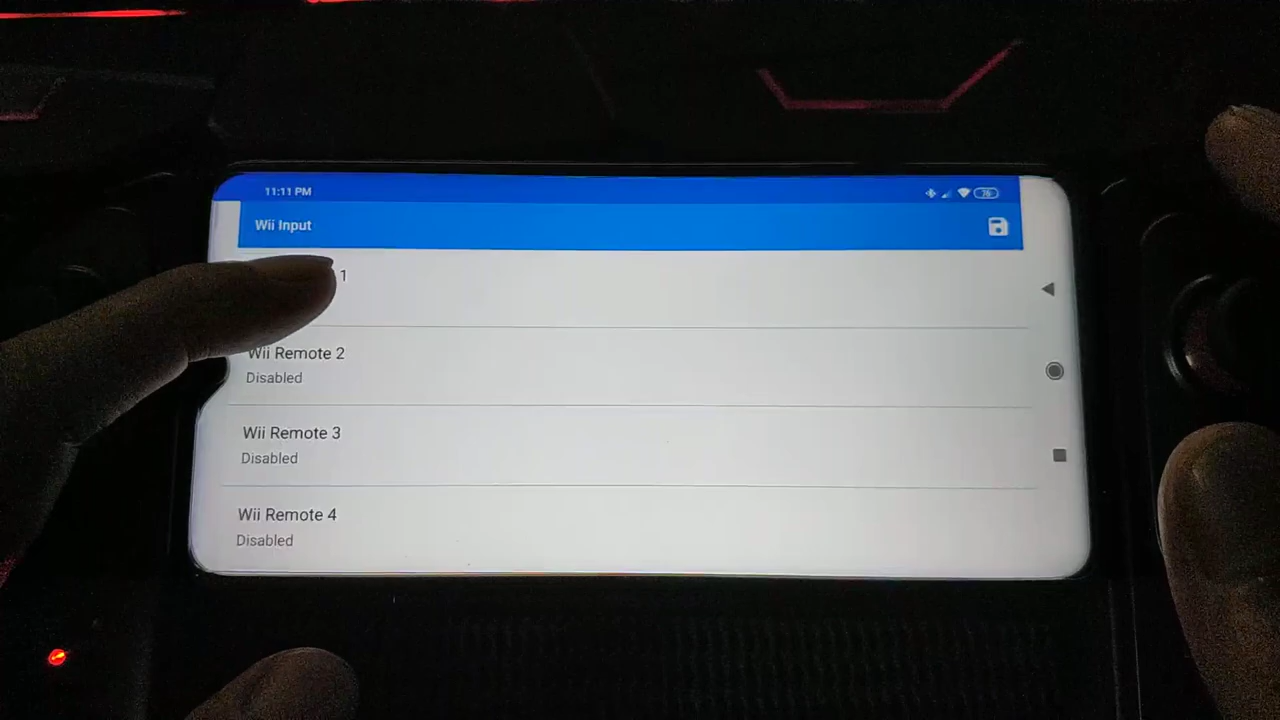 11:11 PM
Wii Input
1
Wii Remote 2
Disabled
Wii Remote 3
Disabled
Wii Remote 4
Disabled